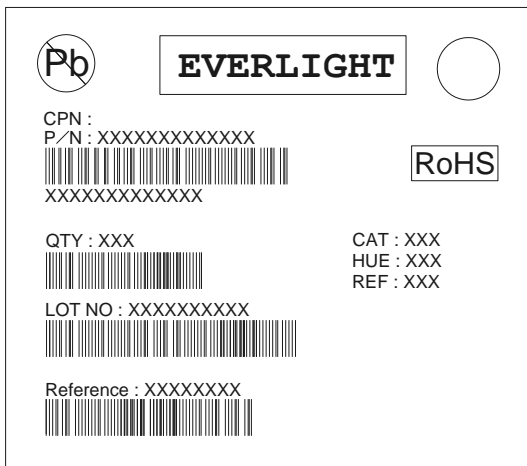 Pb
EVERLIGHT
CPN :
P/N : XXXXXXXXXXXXX
XXXXXXXXXXXXX
RoHS
QTY : XXX
CAT : XXX
HUE : XXX
REF : XXX
LOT NO : XXXXXXXXXX
Reference : XXXXXXXX